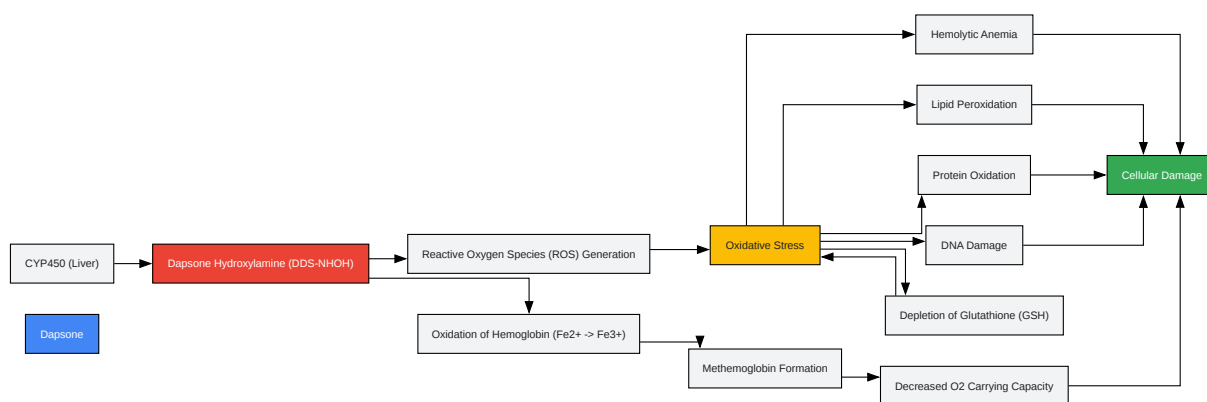 Hemolytic Anemia
Lipid Peroxidation
Protein Oxidation
Cellular Damage
CYP450 (Liver)
Dapsone Hydroxylamine (DDS-NHOH)
Reactive Oxygen Species (ROS) Generation
Oxidative Stress
DNA Damage
Dapsone
Oxidation of Hemoglobin (Fe2+ -> Fe3+)
Depletion of Glutathione (GSH)
Methemoglobin Formation
Decreased O2 Carrying Capacity